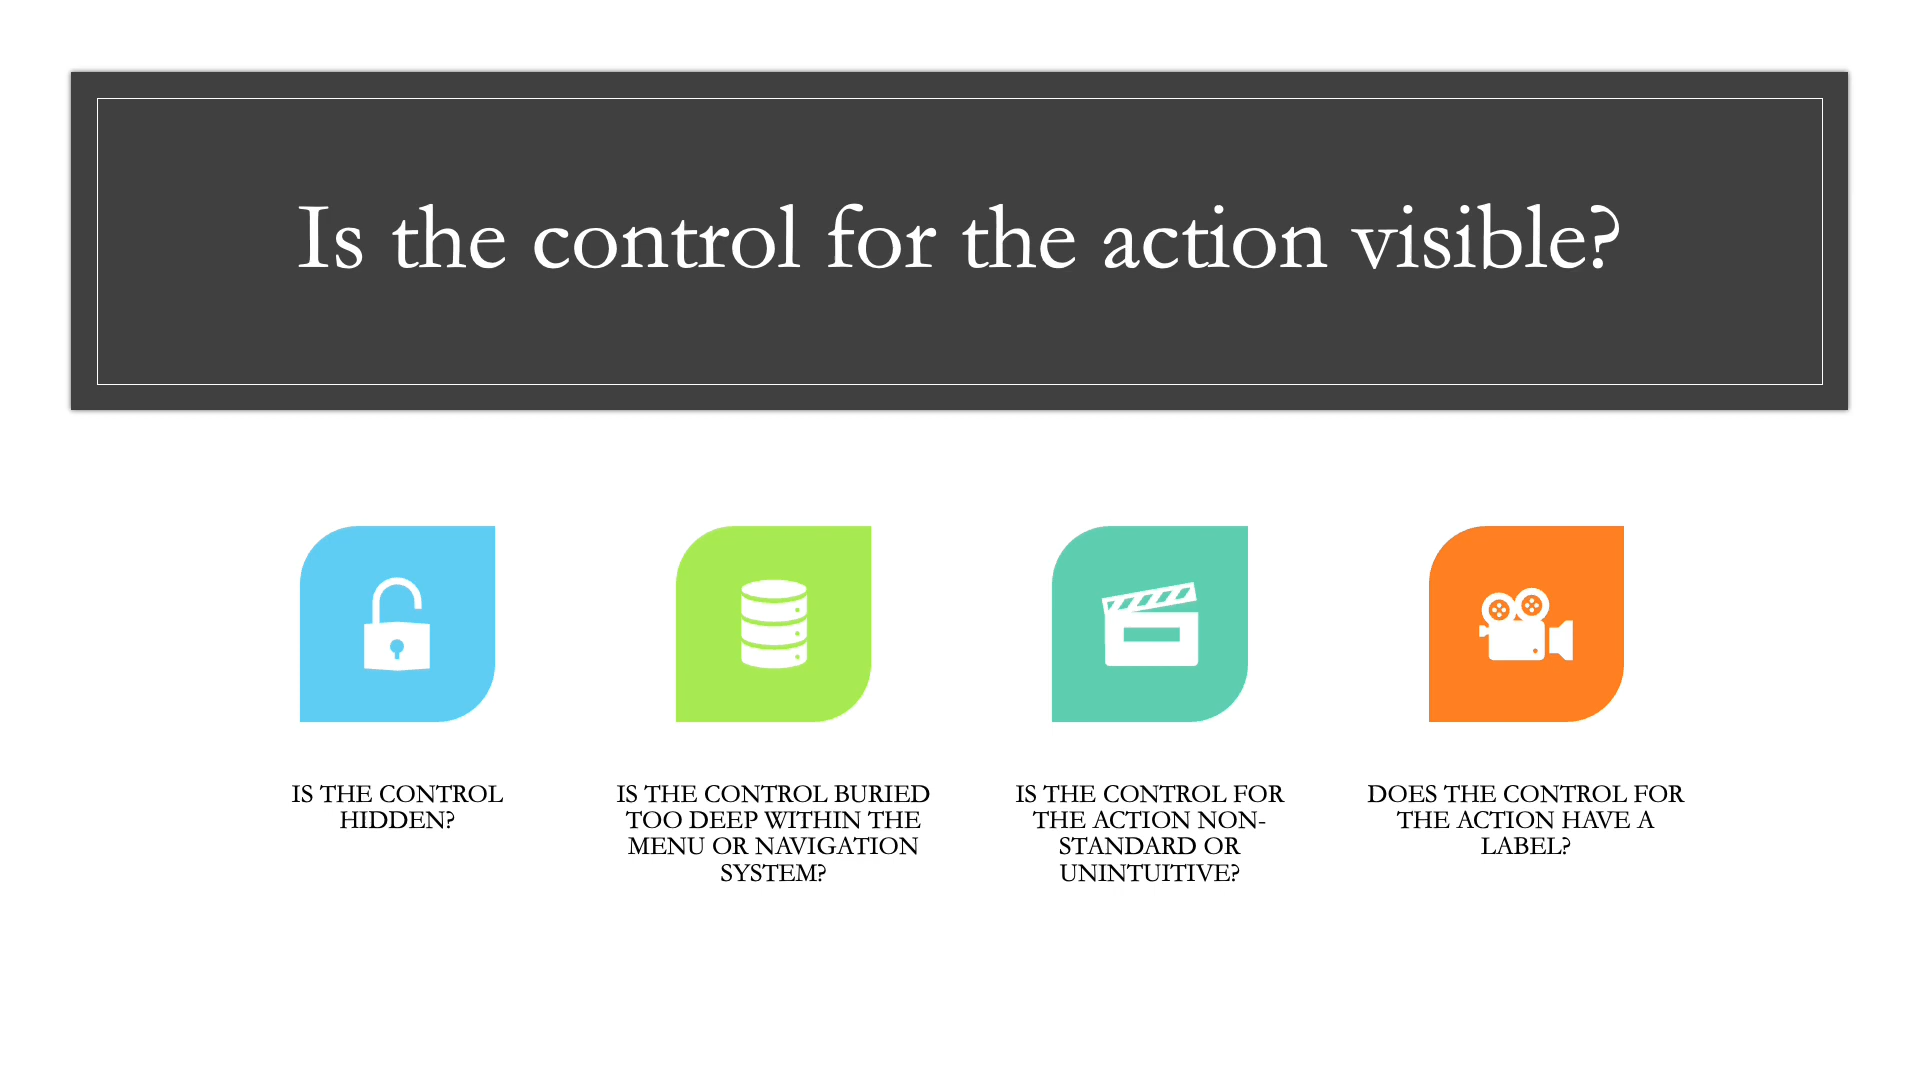 Is the control for the action visible?
IS THE CONTROL
HIDDEN?
IS THE CONTROL BURIED
TOO DEEP WITHIN THE
MENU OR NAVIGATION
SYSTEM?
IS THE CONTROL FOR
THE ACTION NON-
STANDARD OR
UNINTUITIVE?
DOES THE CONTROL FOR
THE ACTION HAVE A
LABEL?